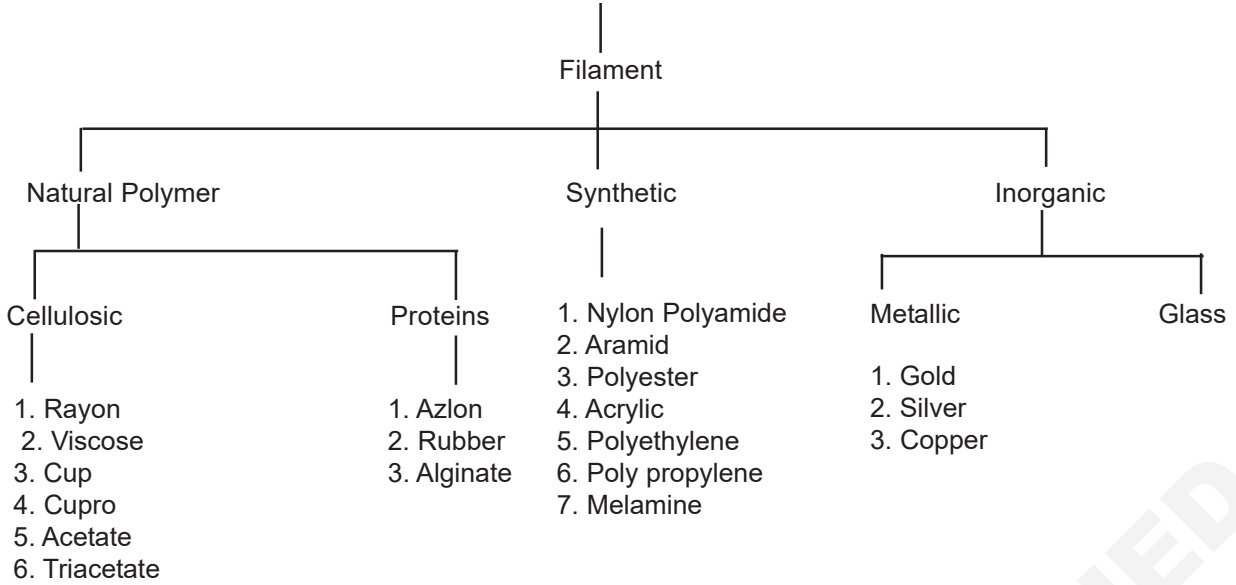 Filament
Natural Polymer
Synthetic
Inorganic
Cellulosic
1. Rayon
2. Viscose
3. Cup
4. Cupro
5. Acetate
6. Triacetate
Proteins
1. Azlon
2. Rubber
3. Alginate
1. Nylon Polyamide
2. Aramid
3. Polyester
4. Acrylic
5. Polyethylene
6. Poly propylene
7. Melamine
Metallic
1. Gold
2. Silver
3. Copper
Glass